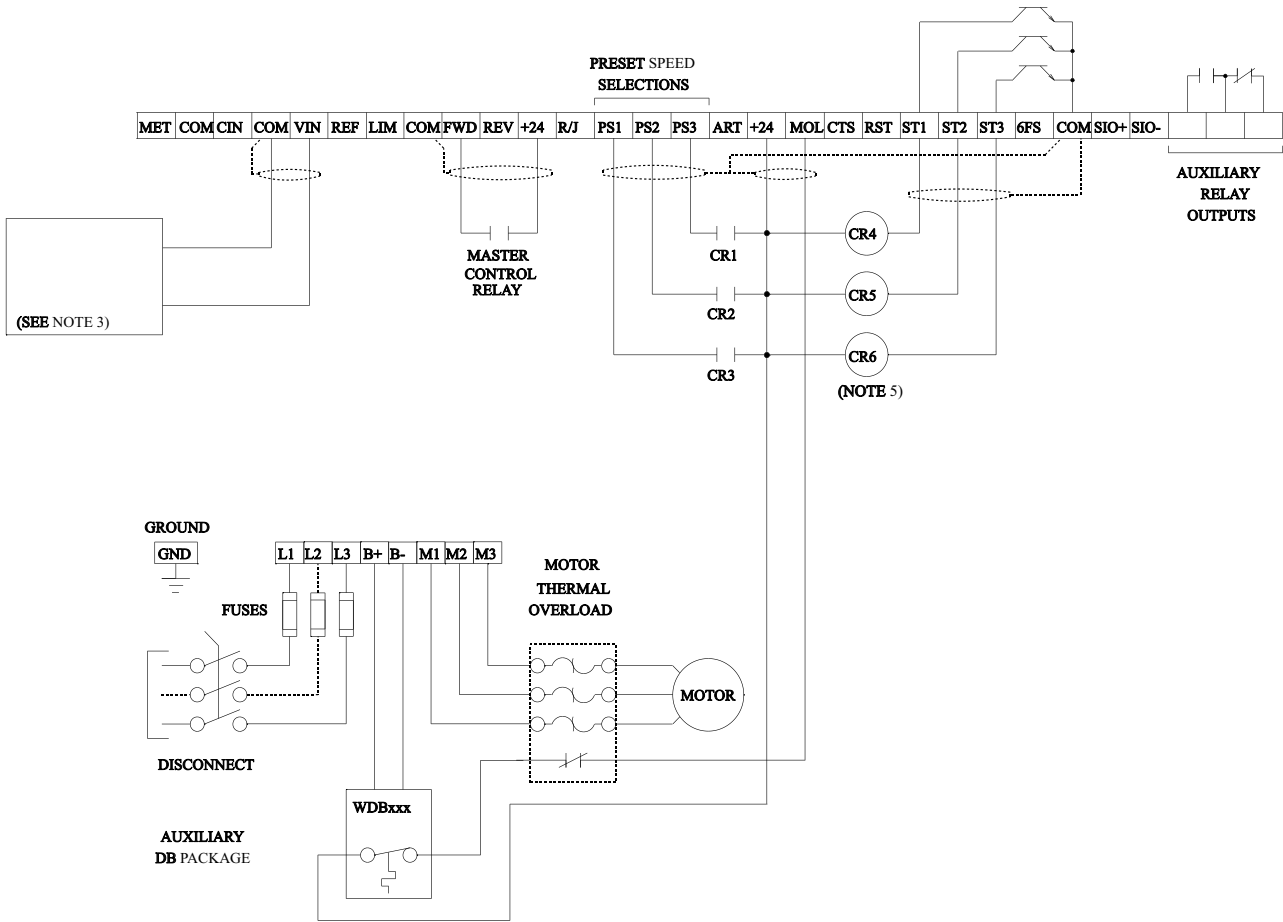 PRESET SPEED
SELECTIONS
MET COM CIN COM VIN REF LIM COM FWD REV +24 R/J PS1 PS2 PS3 ART +24 MOL CTS RST ST1 ST2 ST3 6FS COM SIO+ SIO-
AUXILIARY
RELAY
OUTPUTS
MASTER
CONTROL
RELAY
CR1
CR4
CR2
CR5
CR3
CR6
(NOTE 5)
(SEE NOTE 3)
GROUND
GND
L1 L2 L3 B+ B- M1 M2 M3
MOTOR
THERMAL
OVERLOAD
FUSES
MOTOR
DISCONNECT
WDBxxx
AUXILIARY
DB PACKAGE